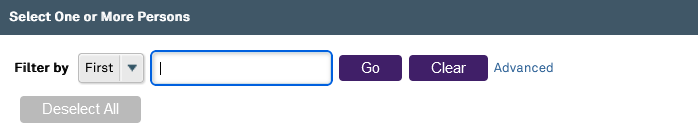 Select One or More Persons
Filter by First Go Clear Advanced
Deselect All